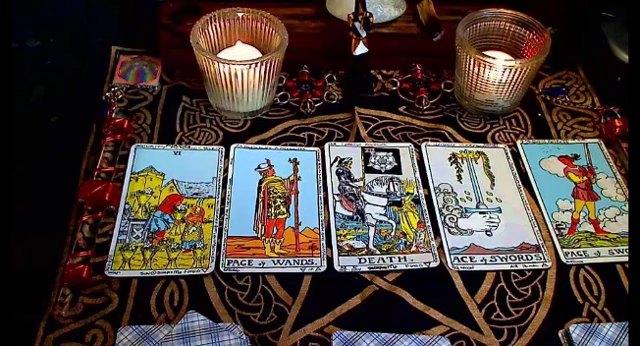 VI
PAGE of WANDS.
DEATH.
ACE of SWORDS
PAGE of SWO